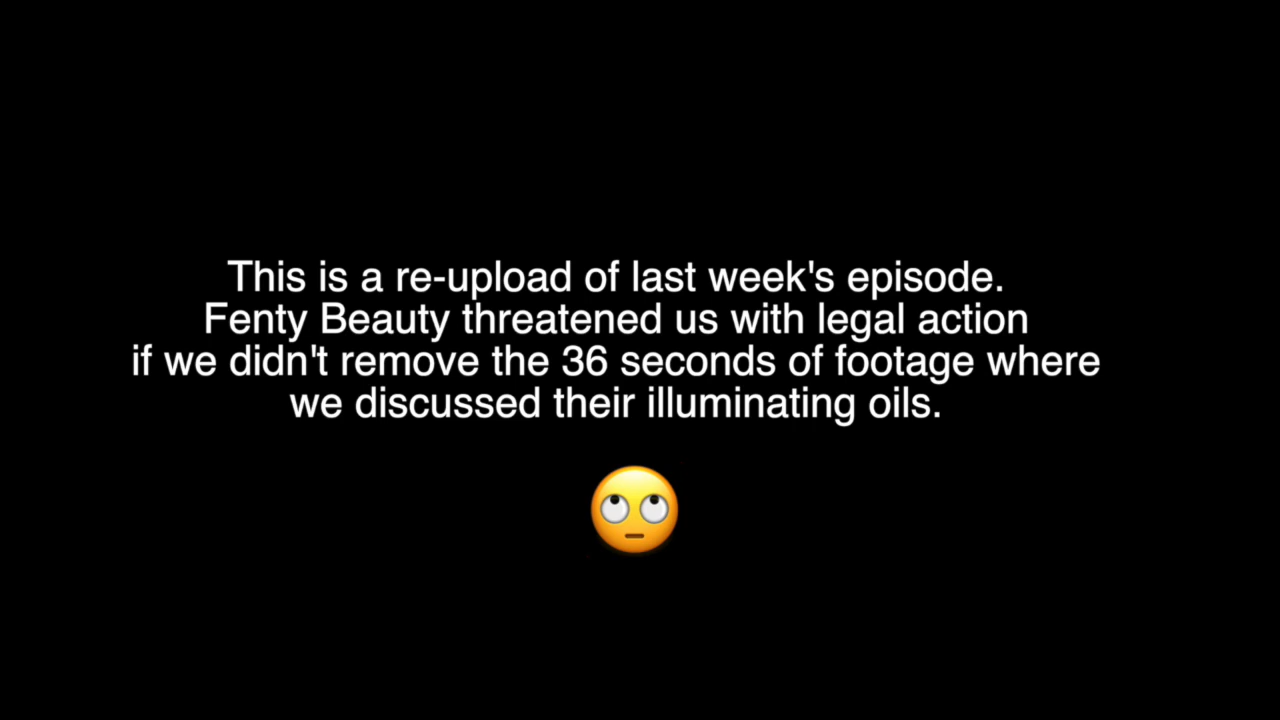 This is a re-upload of last week's episode.
Fenty Beauty threatened us with legal action
if we didn't remove the 36 seconds of footage where
we discussed their illuminating oils.